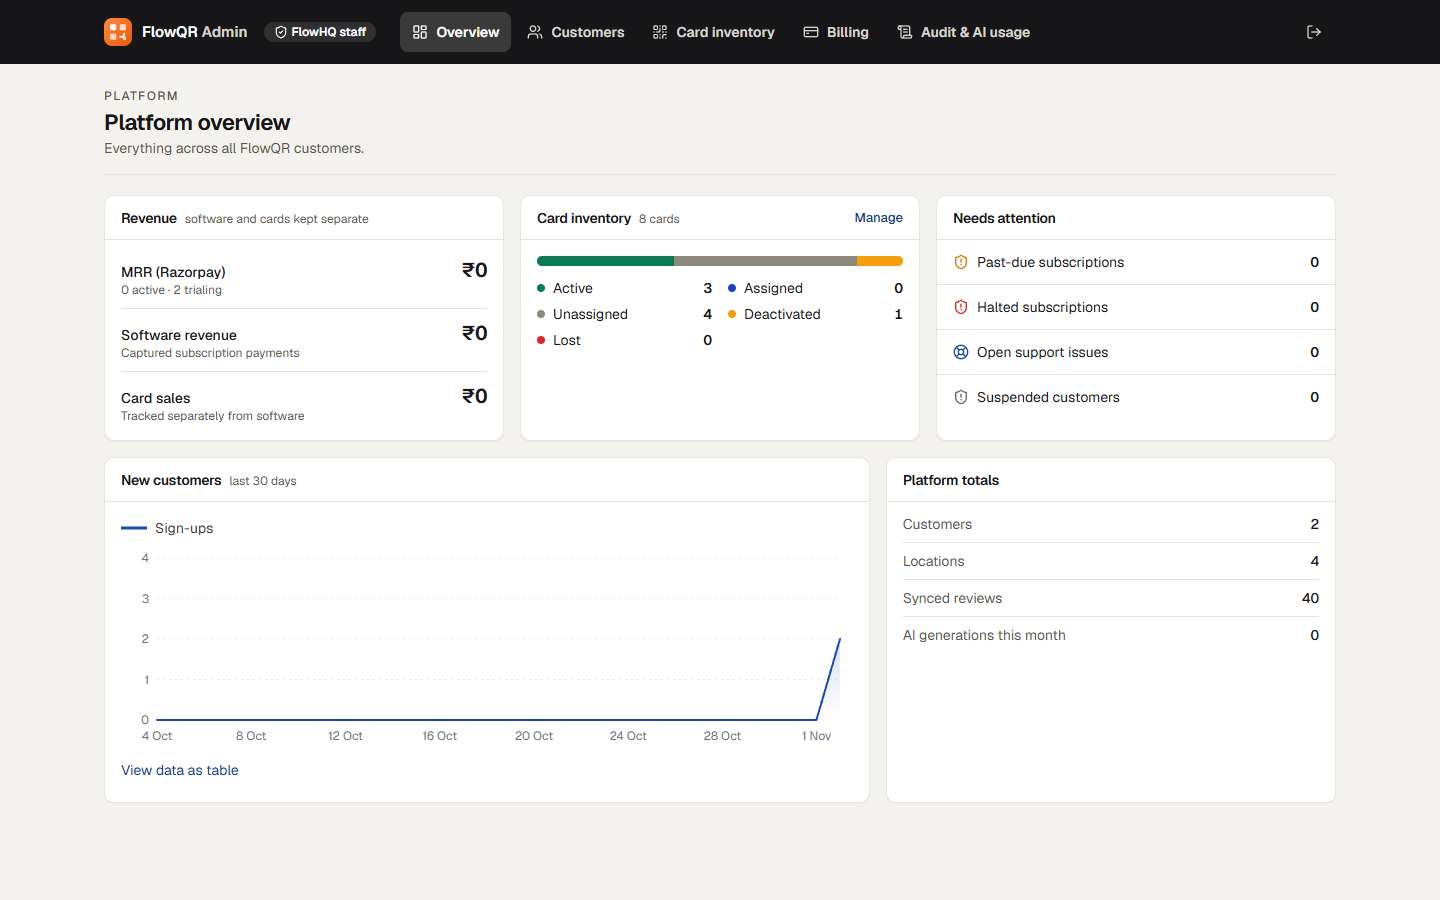 FlowQR Admin
FlowHQ staff
Overview
Customers
Card inventory
Billing
Audit & AI usage
PLATFORM
Platform overview
Everything across all FlowQR customers.
Revenue software and cards kept separate
MRR (Razorpay) ₹0
0 active · 2 trialing
Software revenue ₹0
Captured subscription payments
Card sales ₹0
Tracked separately from software
Card inventory 8 cards Manage
Active 3 Assigned 0
Unassigned 4 Deactivated 1
Lost 0
Needs attention
Past-due subscriptions 0
Halted subscriptions 0
Open support issues 0
Suspended customers 0
New customers last 30 days
Sign-ups
4
3
2
1
0
4 Oct 8 Oct 12 Oct 16 Oct 20 Oct 24 Oct 28 Oct 1 Nov
View data as table
Platform totals
Customers 2
Locations 4
Synced reviews 40
AI generations this month 0